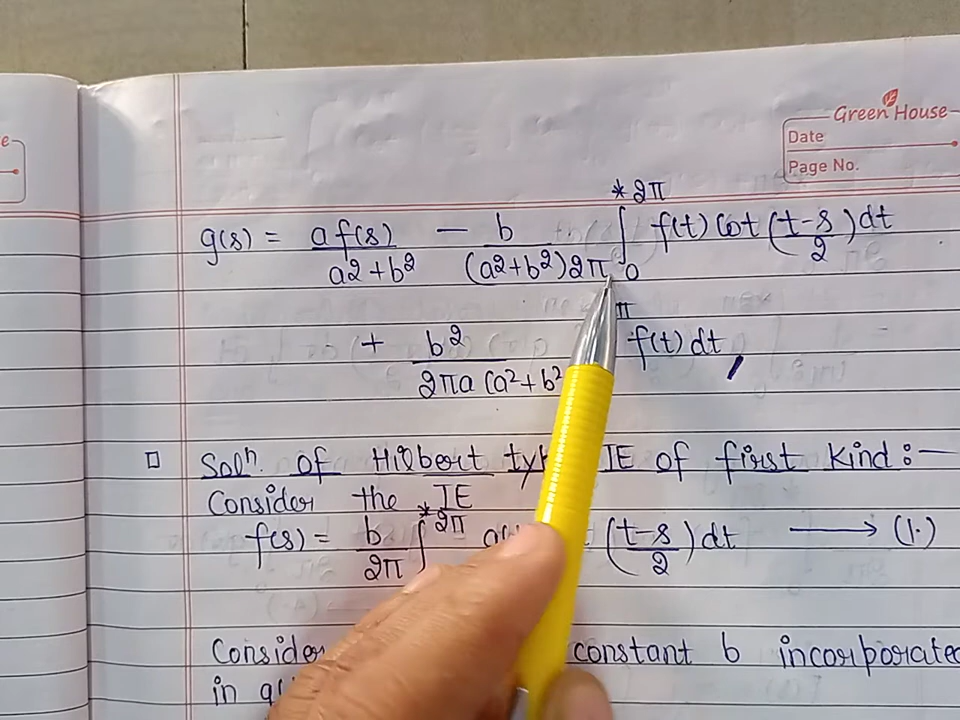 Green House
Date
Page No.
g(s) = af(s)/a²+b² - b/(a²+b²)2π ∫*₀^2π f(t) Cot (t-s/2) dt
+ b²/2πa (a²+b² π f(t) dt,
Solⁿ. of Hilbert IE of first kind:-
Consider the IE
f(s) = b/2π ∫*^2π (t-s/2) dt ⟶ (1.)
constant b incorporated
in